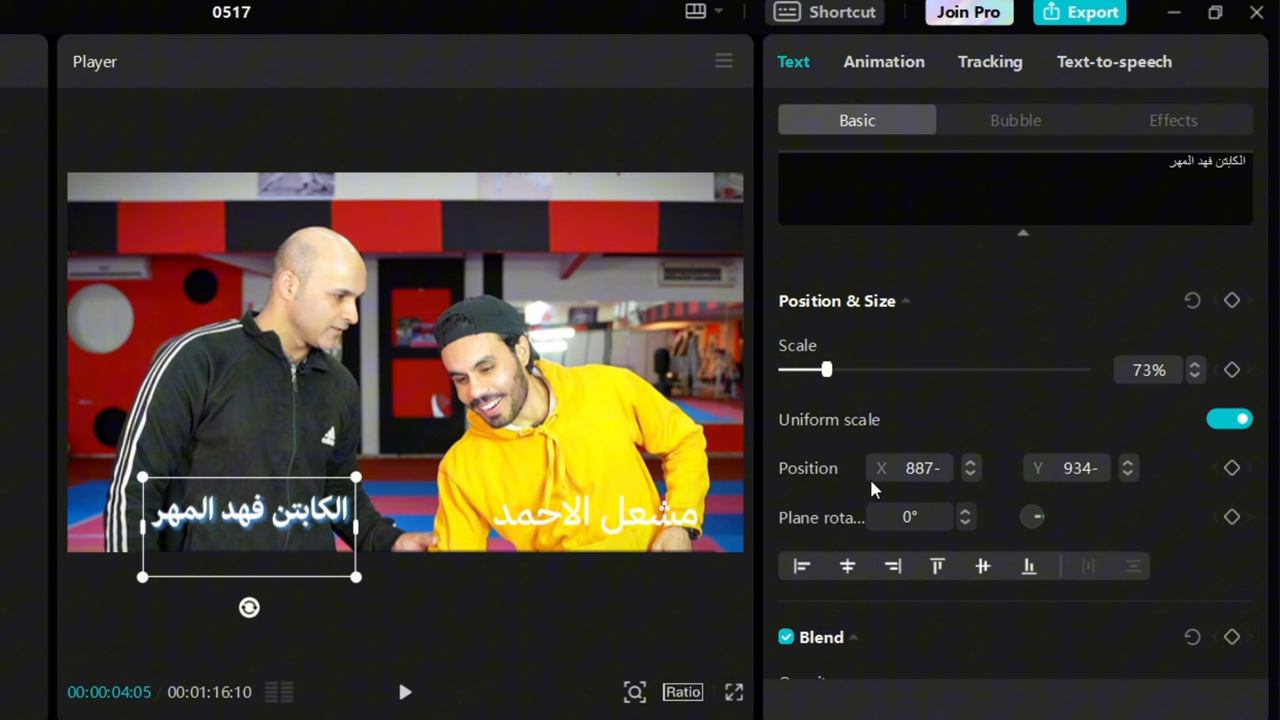 0517
Shortcut
Join Pro
Export
Player
Text Animation Tracking Text-to-speech
Basic Bubble Effects
الكابتن فهد المهر
Position & Size
Scale
73%
Uniform scale
Position X 887- Y 934-
Plane rota... 0°
Blend
adidas
الكابتن فهد المهر
مشعل الاحمد
00:00:04:05 / 00:01:16:10
Ratio